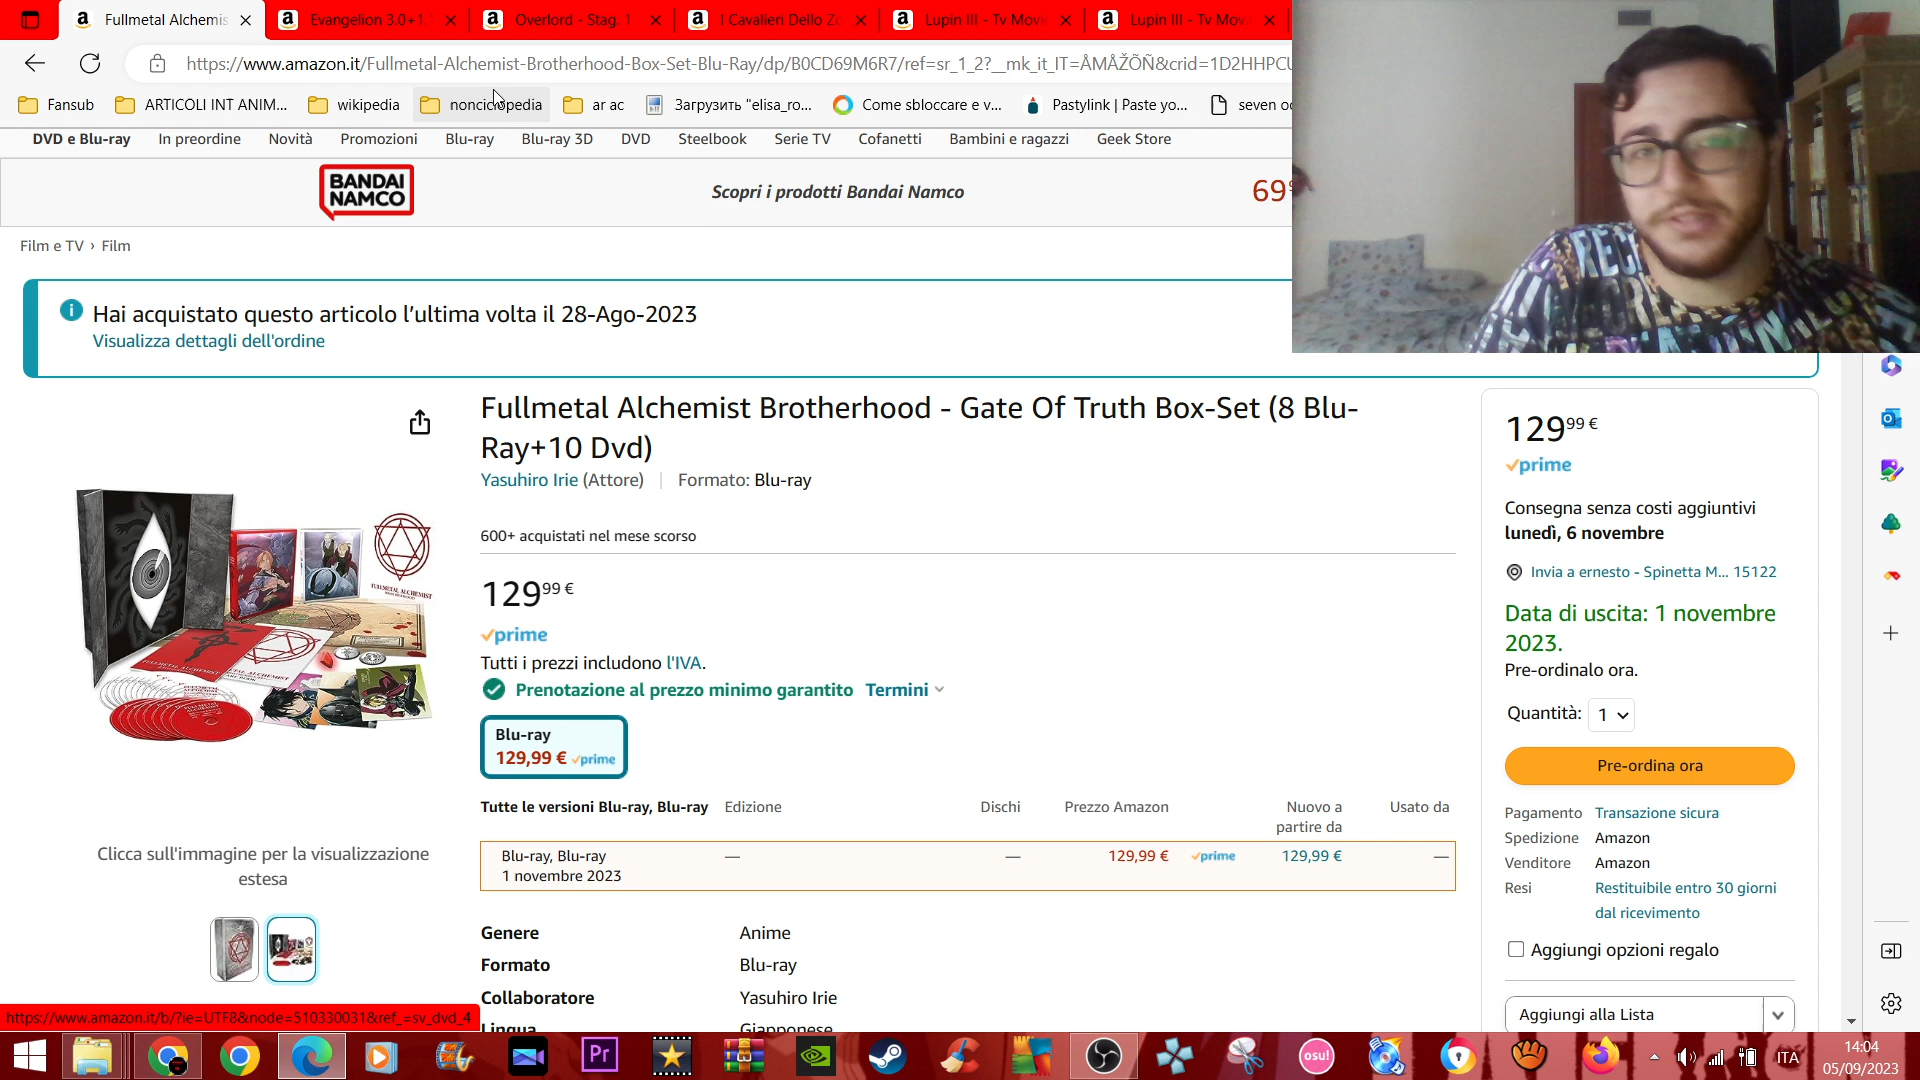 Fullmetal Alchemis
Evangelion 3.0+1.
Overlord - Stag. 1
I Cavalieri Dello Zo
Lupin III - Tv Movie
Lupin III - Tv Mov
https://www.amazon.it/Fullmetal-Alchemist-Brotherhood-Box-Set-Blu-Ray/dp/B0CD69M6R7/ref=sr_1_2?__mk_it_IT=ÅMÅŽÕÑ&crid=1D2HHPCU
Fansub
ARTICOLI INT ANIM...
wikipedia
nonciclopedia
ar ac
Загрузить "elisa_ro...
Come sbloccare e v...
Pastylink | Paste yo...
seven oc
DVD e Blu-ray
In preordine
Novità
Promozioni
Blu-ray
Blu-ray 3D
DVD
Steelbook
Serie TV
Cofanetti
Bambini e ragazzi
Geek Store
BANDAI
NAMCO
Scopri i prodotti Bandai Namco
69
Film e TV › Film
Hai acquistato questo articolo l'ultima volta il 28-Ago-2023
Visualizza dettagli dell'ordine
Fullmetal Alchemist Brotherhood - Gate Of Truth Box-Set (8 Blu-
Ray+10 Dvd)
Yasuhiro Irie (Attore) | Formato: Blu-ray
600+ acquistati nel mese scorso
129 99 €
prime
Tutti i prezzi includono l'IVA.
Prenotazione al prezzo minimo garantito Termini
Blu-ray
129,99 € prime
Tutte le versioni Blu-ray, Blu-ray Edizione Dischi Prezzo Amazon Nuovo a partire da Usato da
Blu-ray, Blu-ray — — 129,99 € prime 129,99 € —
1 novembre 2023
Genere Anime
Formato Blu-ray
Collaboratore Yasuhiro Irie
Lingua Giapponese
FULLMETAL ALCHEMIST
Clicca sull'immagine per la visualizzazione
estesa
129 99 €
prime
Consegna senza costi aggiuntivi
lunedì, 6 novembre
Invia a ernesto - Spinetta M... 15122
Data di uscita: 1 novembre
2023.
Pre-ordinalo ora.
Quantità: 1
Pre-ordina ora
Pagamento Transazione sicura
Spedizione Amazon
Venditore Amazon
Resi Restituibile entro 30 giorni
dal ricevimento
Aggiungi opzioni regalo
Aggiungi alla Lista
https://www.amazon.it/b/?ie=UTF8&node=510330031&ref_=sv_dvd_4
Pr
osu!
ITA
14:04
05/09/2023